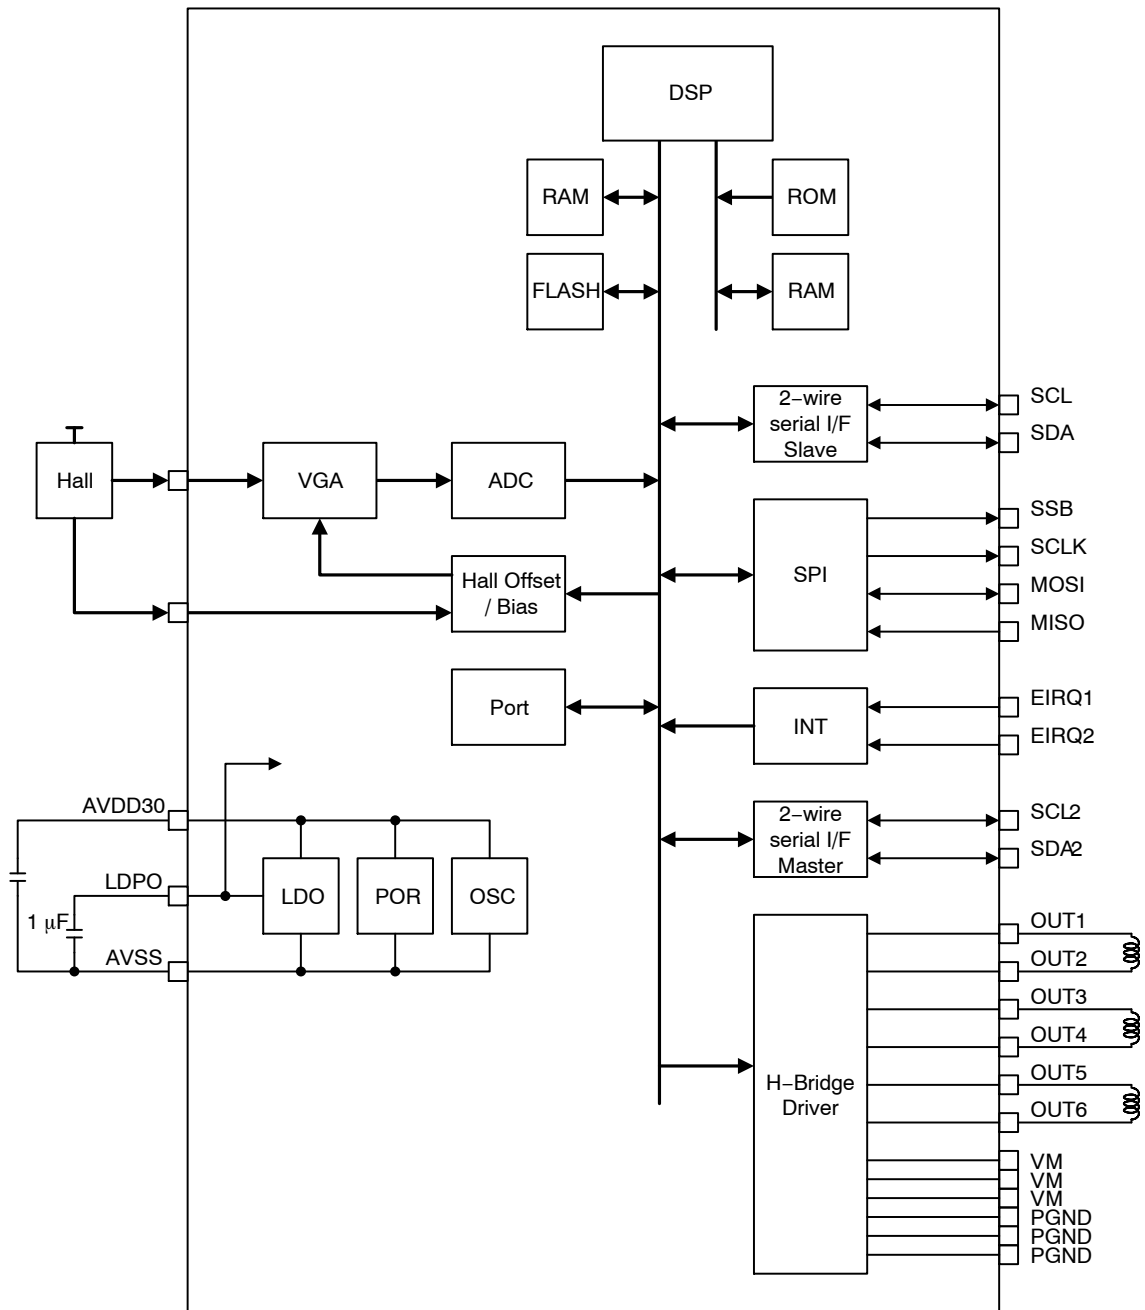 DSP
RAM
ROM
FLASH
RAM
2−wire
serial I/F
Slave
SCL
SDA
Hall
VGA
ADC
SPI
SSB
SCLK
MOSI
MISO
Hall Offset
/ Bias
Port
INT
EIRQ1
EIRQ2
AVDD30
LDPO
1 μF
AVSS
LDO
POR
OSC
2−wire
serial I/F
Master
SCL2
SDA2
H−Bridge
Driver
OUT1
OUT2
OUT3
OUT4
OUT5
OUT6
VM
VM
VM
PGND
PGND
PGND